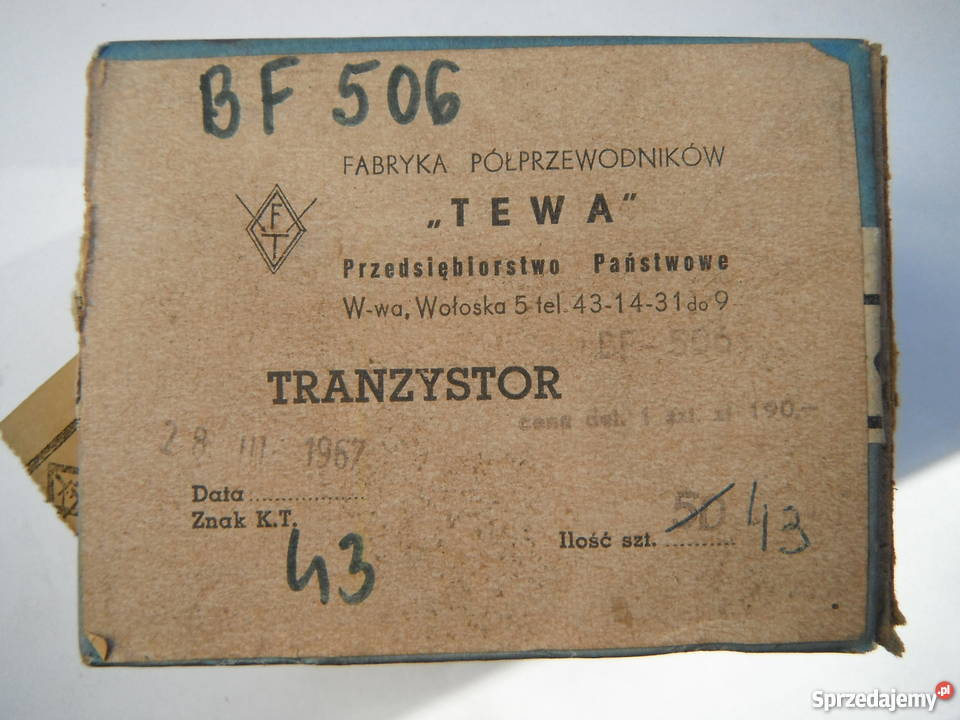 BF 506
FABRYKA PÓŁPRZEWODNIKÓW
FT
„TEWA"
Przedsiębiorstwo Państwowe
W-wa, Wołoska 5 tel. 43-14-31 do 9
BF-506
TRANZYSTOR
cena det. 1 szt. zł 190,-
28. III. 1967
Data ....................
Znak K.T.
43
Ilość szt. ............ 50 43
Sprzedajemy.pl